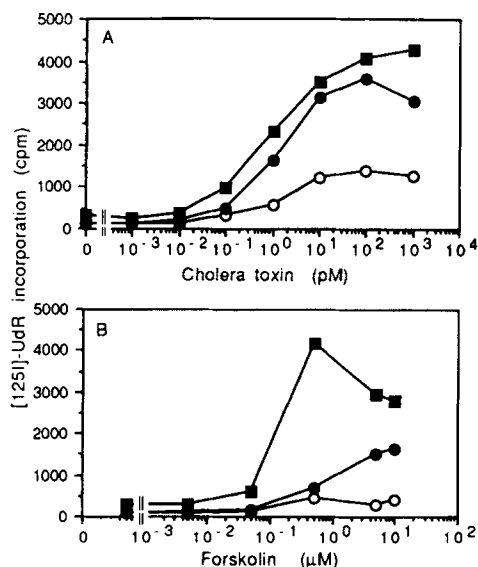 A
5000
4000
3000
2000
1000
0
0 10⁻³ 10⁻² 10⁻¹ 10⁰ 10¹ 10² 10³ 10⁴
Cholera toxin (pM)
[125I]-UdR incorporation (cpm)
B
5000
4000
3000
2000
1000
0
10⁻³ 10⁻² 10⁻¹ 10⁰ 10¹ 10²
Forskolin (μM)